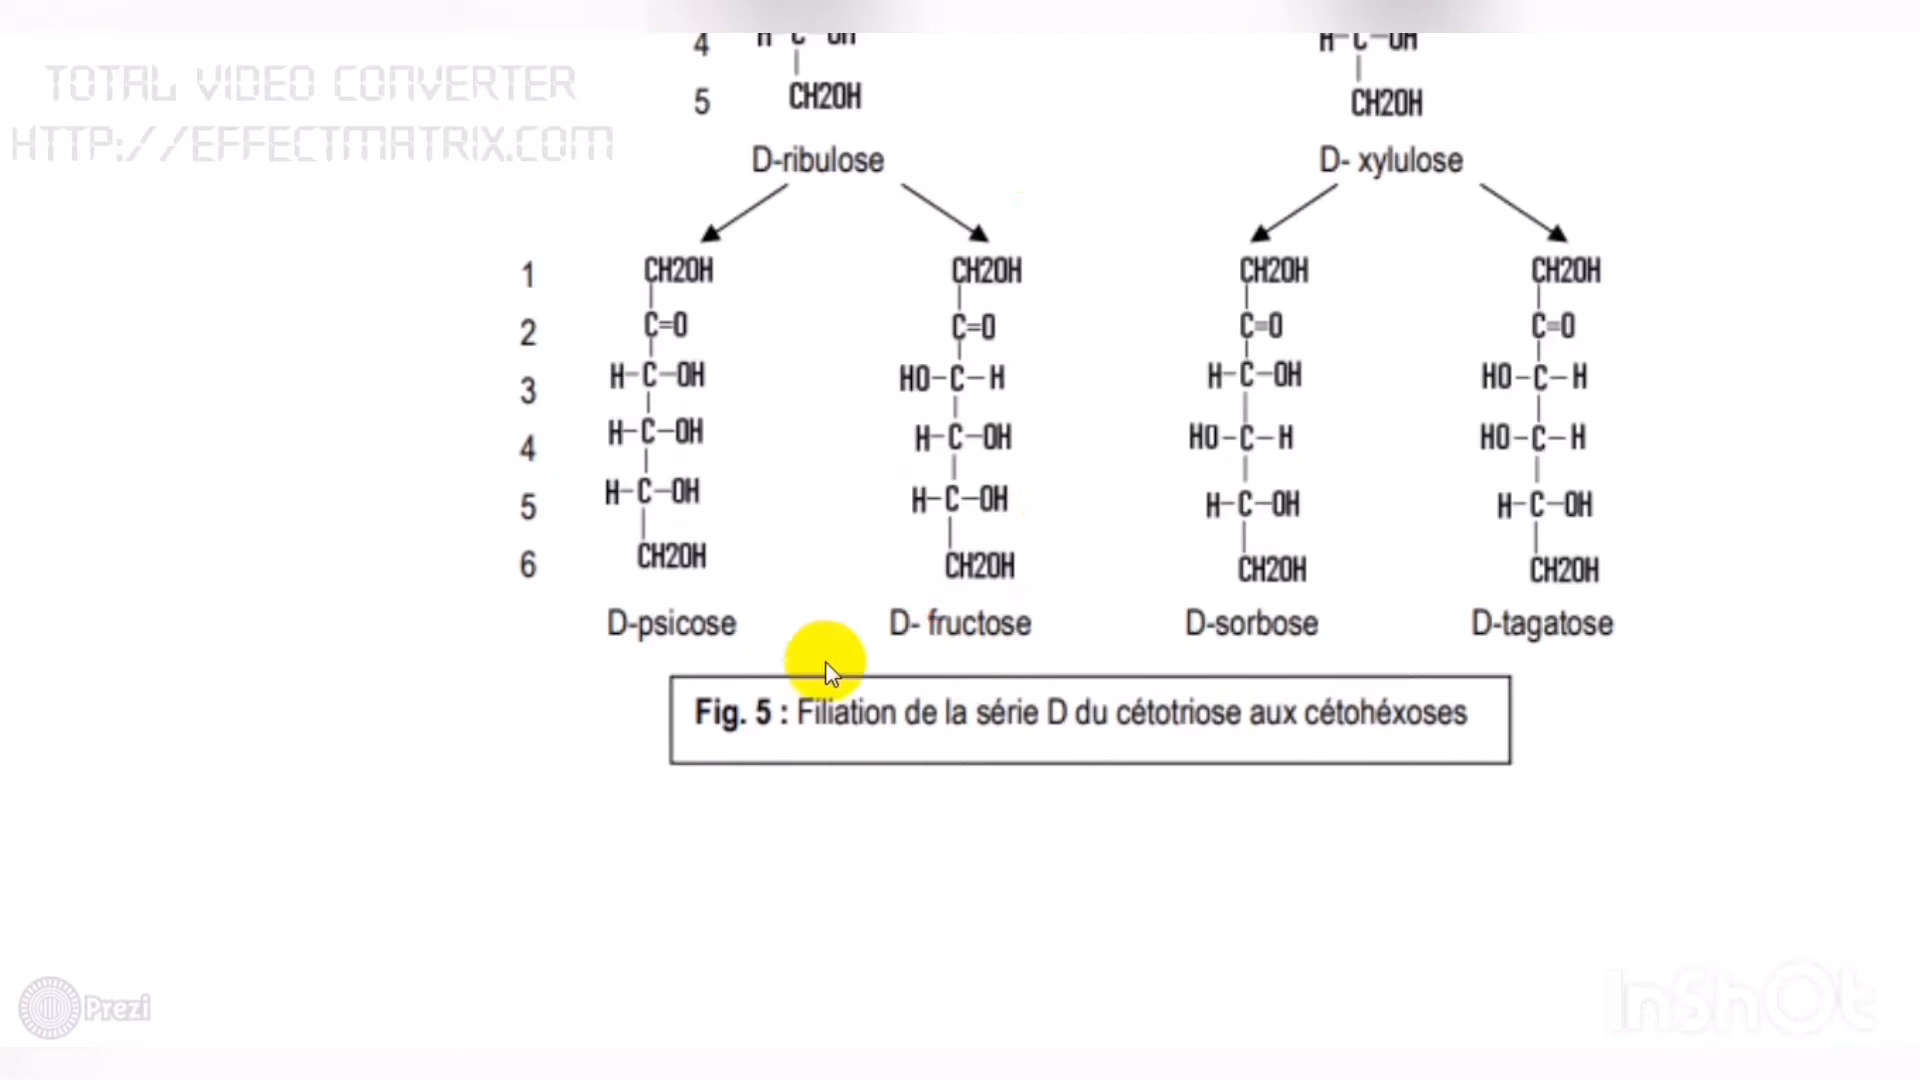 TOTAL VIDEO CONVERTER
HTTP://EFFECTMATRIX.COM
4 H C OH H-C-OH
5 CH2OH CH2OH
D-ribulose D- xylulose
1 CH2OH CH2OH CH2OH CH2OH
2 C=O C=O C=O C=O
3 H-C-OH HO-C-H H-C-OH HO-C-H
4 H-C-OH H-C-OH HO-C-H HO-C-H
5 H-C-OH H-C-OH H-C-OH H-C-OH
6 CH2OH CH2OH CH2OH CH2OH
D-psicose D- fructose D-sorbose D-tagatose
Fig. 5 : Filiation de la série D du cétotriose aux cétohéxoses
Prezi
InShOt